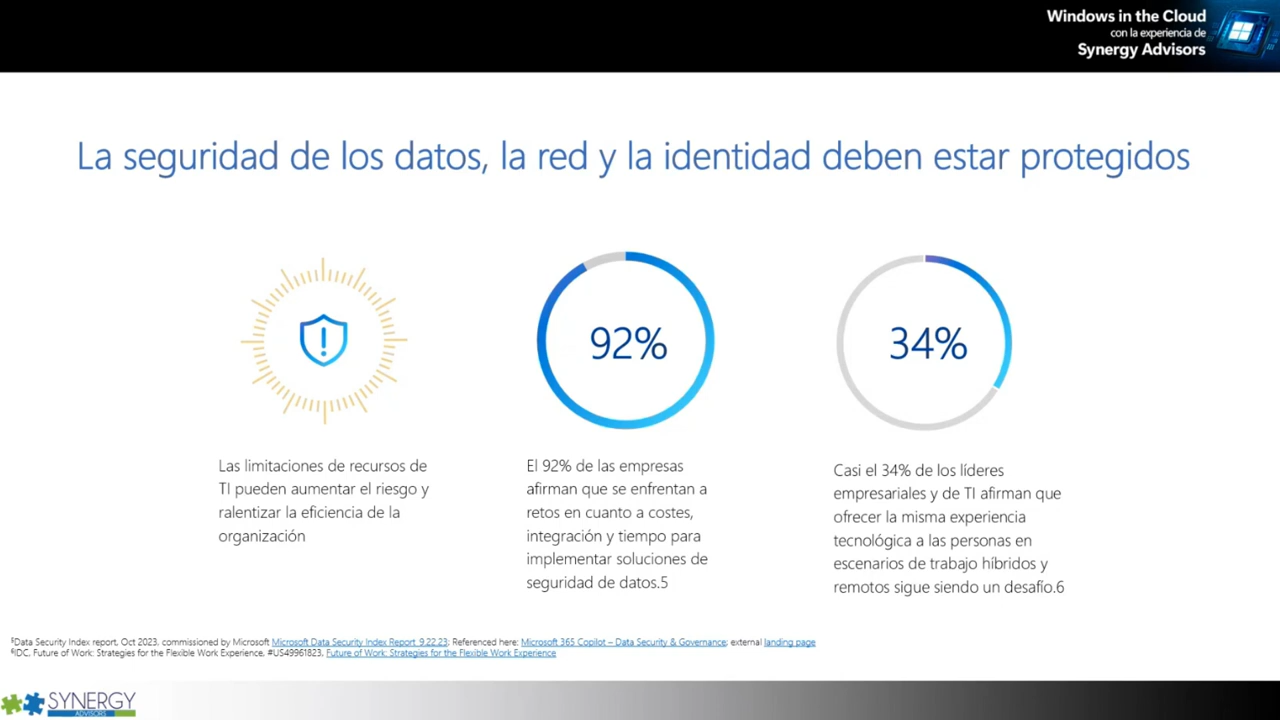 Windows in the Cloud
con la experiencia de
Synergy Advisors
La seguridad de los datos, la red y la identidad deben estar protegidos
92%
34%
Las limitaciones de recursos de
TI pueden aumentar el riesgo y
ralentizar la eficiencia de la
organización
El 92% de las empresas
afirman que se enfrentan a
retos en cuanto a costes,
integración y tiempo para
implementar soluciones de
seguridad de datos.5
Casi el 34% de los líderes
empresariales y de TI afirman que
ofrecer la misma experiencia
tecnológica a las personas en
escenarios de trabajo híbridos y
remotos sigue siendo un desafío.6
5Data Security Index report, Oct 2023, commissioned by Microsoft Microsoft Data Security Index Report_9.22.23; Referenced here: Microsoft 365 Copilot – Data Security & Governance; external landing page
6IDC, Future of Work: Strategies for the Flexible Work Experience, #US49961823, Future of Work: Strategies for the Flexible Work Experience
SYNERGY
ADVISORS